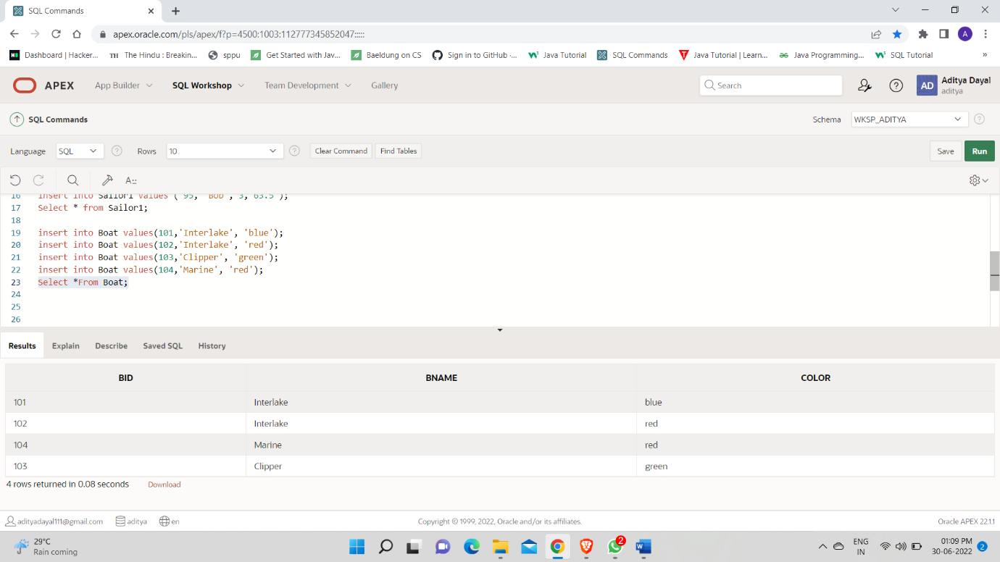 SQL Commands
apex.oracle.com/pls/apex/f?p=4500:1003:112777345852047:::::
A
Dashboard | Hacker...
TH The Hindu : Breakin...
sppu
Get Started with Jav...
Baeldung on CS
Sign in to GitHub ·...
Java Tutorial
SQL Commands
Java Tutorial | Learn...
Java Programming...
SQL Tutorial
»
APEX
App Builder
SQL Workshop
Team Development
Gallery
Search
AD
Aditya Dayal
aditya
SQL Commands
Schema
WKSP_ADITYA
Language
SQL
Rows
10
Clear Command
Find Tables
Save
Run
16 insert into Sailor1 values ( 95, 'Bob', 3, 63.5 );
17 Select * from Sailor1;
18
19 insert into Boat values(101,'Interlake', 'blue');
20 insert into Boat values(102,'Interlake', 'red');
21 insert into Boat values(103,'Clipper', 'green');
22 insert into Boat values(104,'Marine', 'red');
23 Select *From Boat;
24
25
26
Results
Explain
Describe
Saved SQL
History
BID BNAME COLOR
101 Interlake blue
102 Interlake red
104 Marine red
103 Clipper green
4 rows returned in 0.08 seconds
Download
adityadayal111@gmail.com
aditya
en
Copyright © 1999, 2022, Oracle and/or its affiliates.
Oracle APEX 22.1.1
29°C
Rain coming
2
ENG
IN
01:09 PM
30-06-2022
2